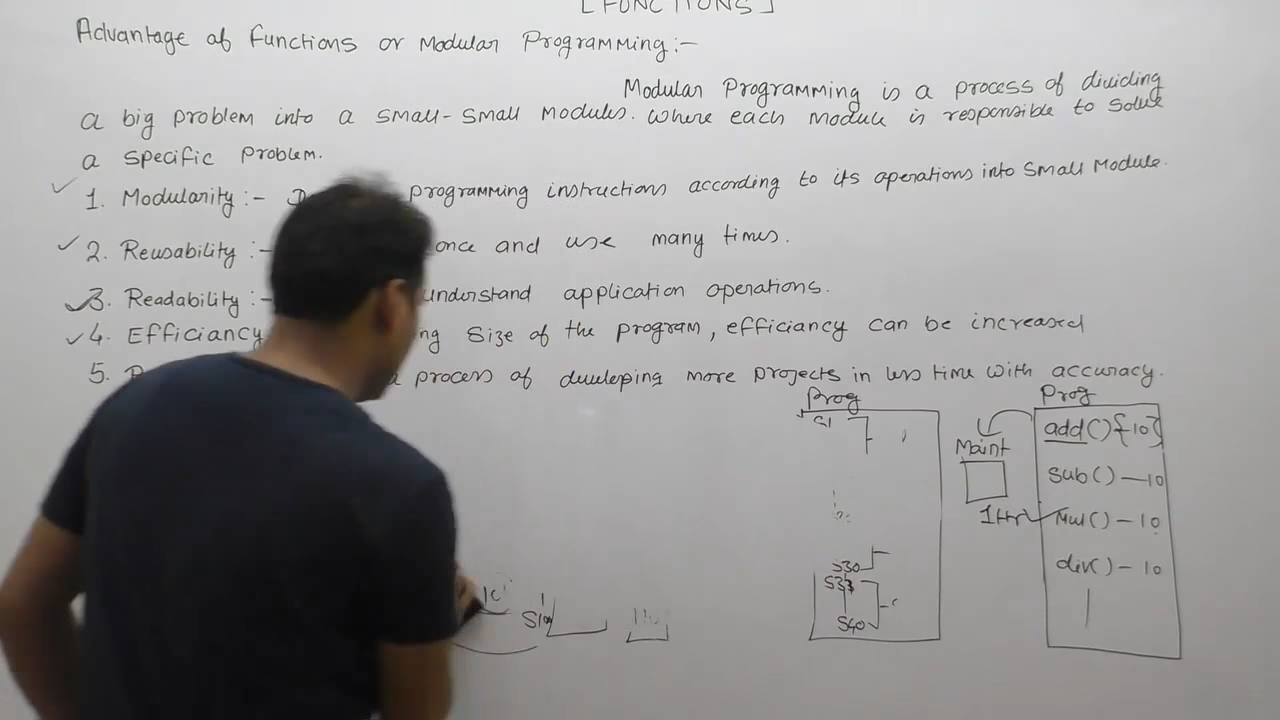 [FUNCTIONS]
Advantage of Functions or Modular Programming:-
Modular Programming is a process of dividing
a big problem into a small-small modules. where each module is responsible to solve
a specific problem.
1. Modularity :- programming instructions according to its operations into small Module.
2. Reusability :- once and use many times.
3. Readability :- understand application operations.
4. Efficiancy size of the program, efficiancy can be increased
5. a process of developing more projects in less time with accuracy.
Prog
S1
S30
S33
S40
Main
1Hr
Prog
add() {10}
sub() - 10
Mul() - 10
div() - 10